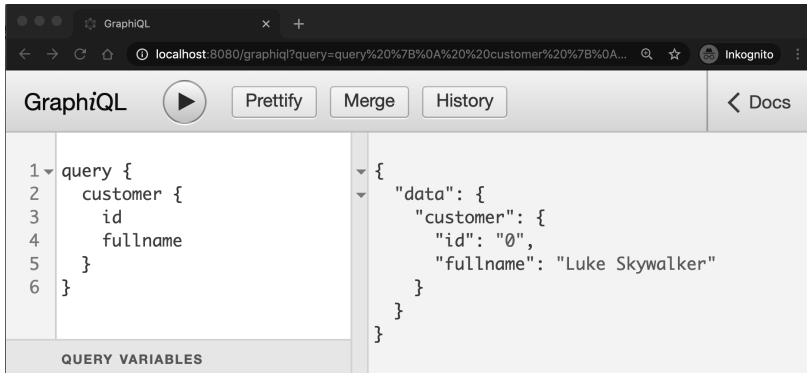 GraphiQL
localhost:8080/graphiql?query=query%20%7B%0A%20%20customer%20%7B%0A... Inkognito
GraphiQL Prettify Merge History Docs
1 query {
2 customer {
3 id
4 fullname
5 }
6 }
QUERY VARIABLES
{
"data": {
"customer": {
"id": "0",
"fullname": "Luke Skywalker"
}
}
}